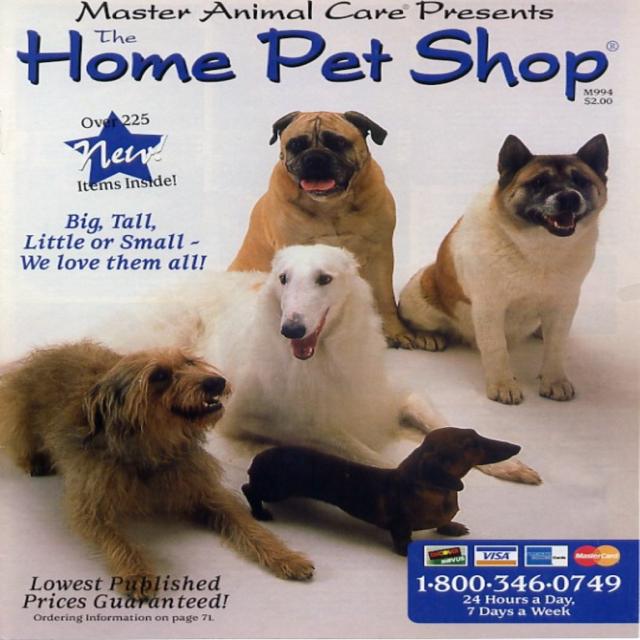 Master Animal Care® Presents
The
Home Pet Shop®
M994
$2.00
Over 225
New!
Items Inside!
Big, Tall,
Little or Small ~
We love them all!
Lowest Published
Prices Guaranteed!
Ordering Information on page 71.
DISCOVER NOVUS VISA MasterCard
1·800·346·0749
24 Hours a Day,
7 Days a Week